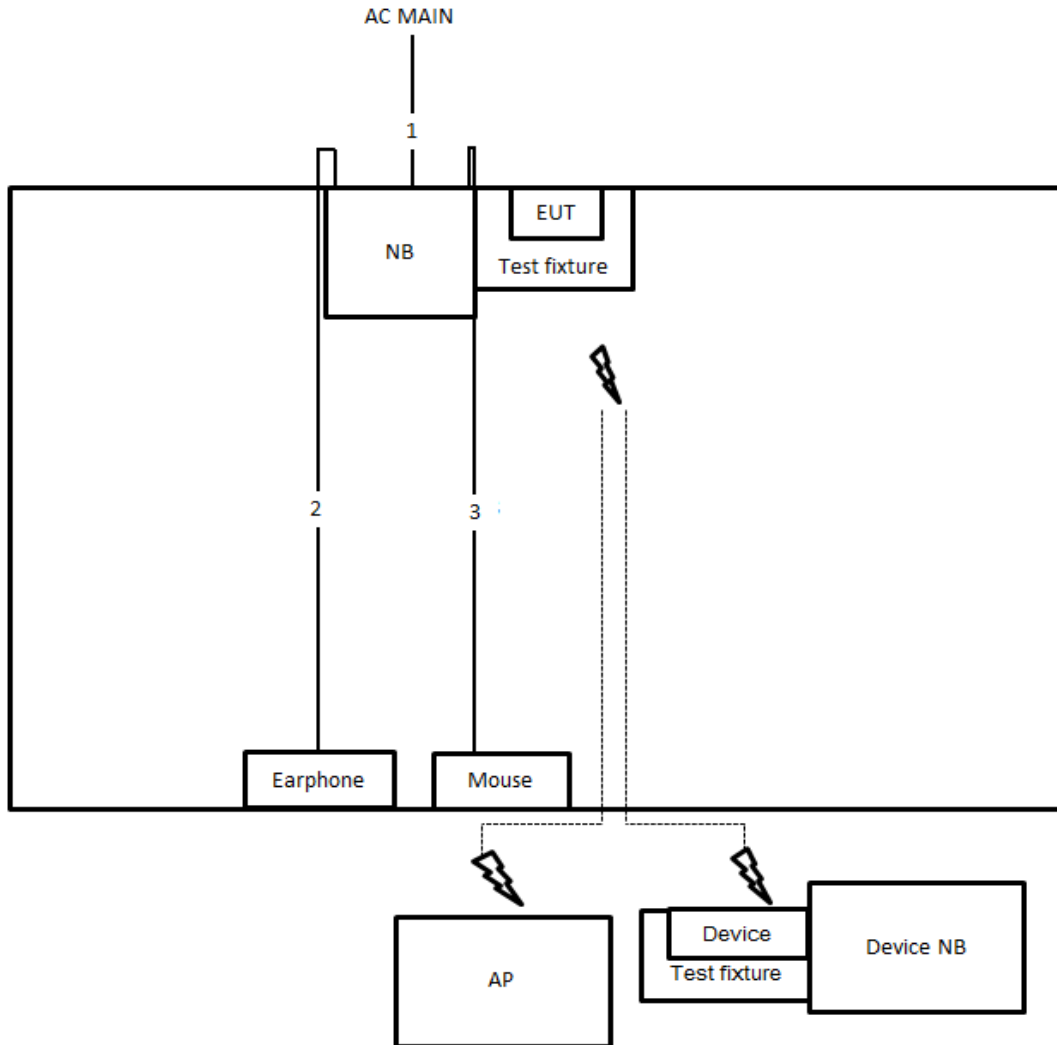 AC MAIN
1
EUT
NB
Test fixture
2
3
Earphone
Mouse
Device
Device NB
Test fixture
AP